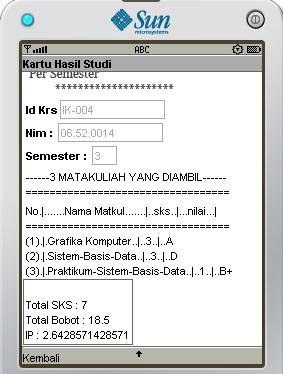 Sun
microsystems
ABC
Kartu Hasil Studi
Per Semester
*********************
Id Krs IK-004
Nim : 06.52.0014
Semester : 3
------3 MATAKULIAH YANG DIAMBIL------
==================================
No.|.......Nama Matkul.......|..sks..|...nilai...|
==================================
(1).|.Grafika Komputer..|..3..|..A
(2).|.Sistem-Basis-Data..|..3..|..D
(3).|.Praktikum-Sistem-Basis-Data..|..1..|..B+
Total SKS : 7
Total Bobot : 18.5
IP : 2.6428571428571
Kembali